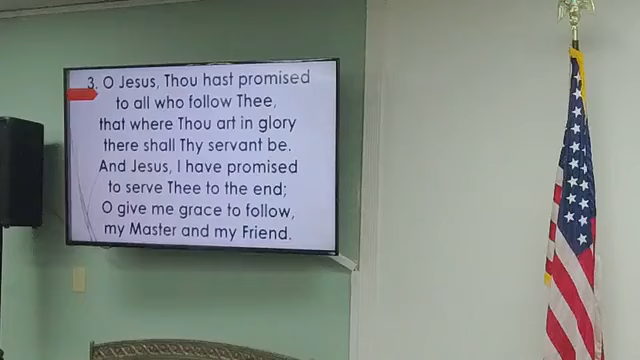 3. O Jesus, Thou hast promised
to all who follow Thee,
that where Thou art in glory
there shall Thy servant be.
And Jesus, I have promised
to serve Thee to the end;
O give me grace to follow,
my Master and my Friend.